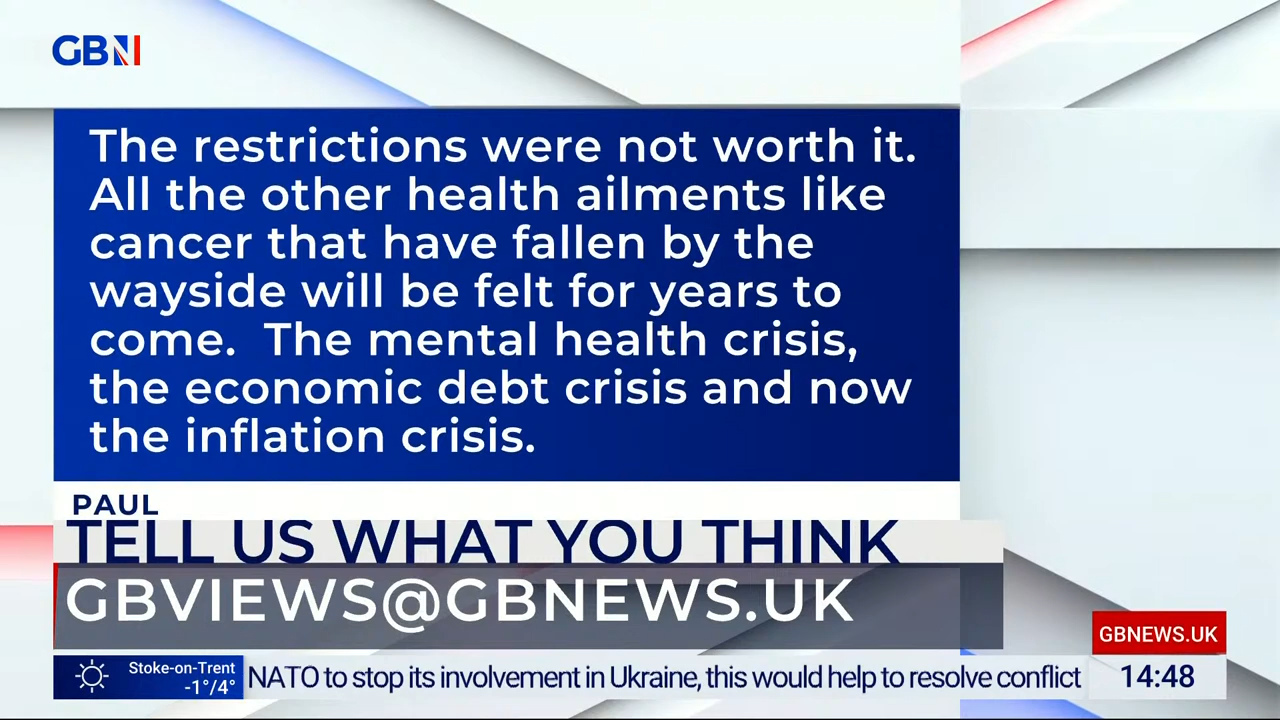 GBN
The restrictions were not worth it.
All the other health ailments like
cancer that have fallen by the
wayside will be felt for years to
come.  The mental health crisis,
the economic debt crisis and now
the inflation crisis.
PAUL
TELL US WHAT YOU THINK
GBVIEWS@GBNEWS.UK
GBNEWS.UK
Stoke-on-Trent
-1°/4°
NATO to stop its involvement in Ukraine, this would help to resolve conflict
14:48